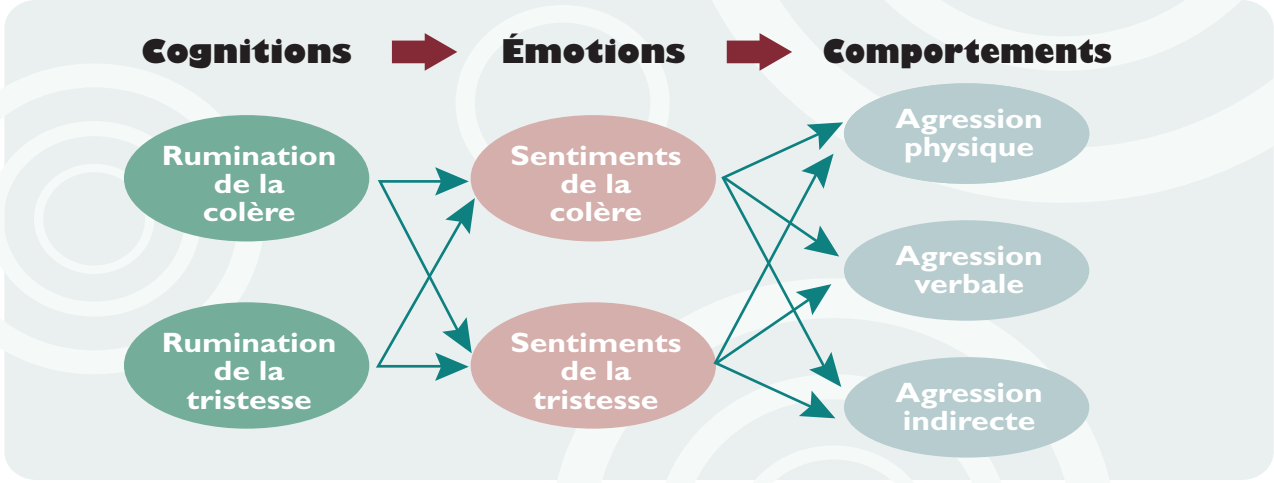 Cognitions
Émotions
Comportements
Rumination
de la
colère
Sentiments
de la
colère
Agression
physique
Agression
verbale
Rumination
de la
tristesse
Sentiments
de la
tristesse
Agression
indirecte